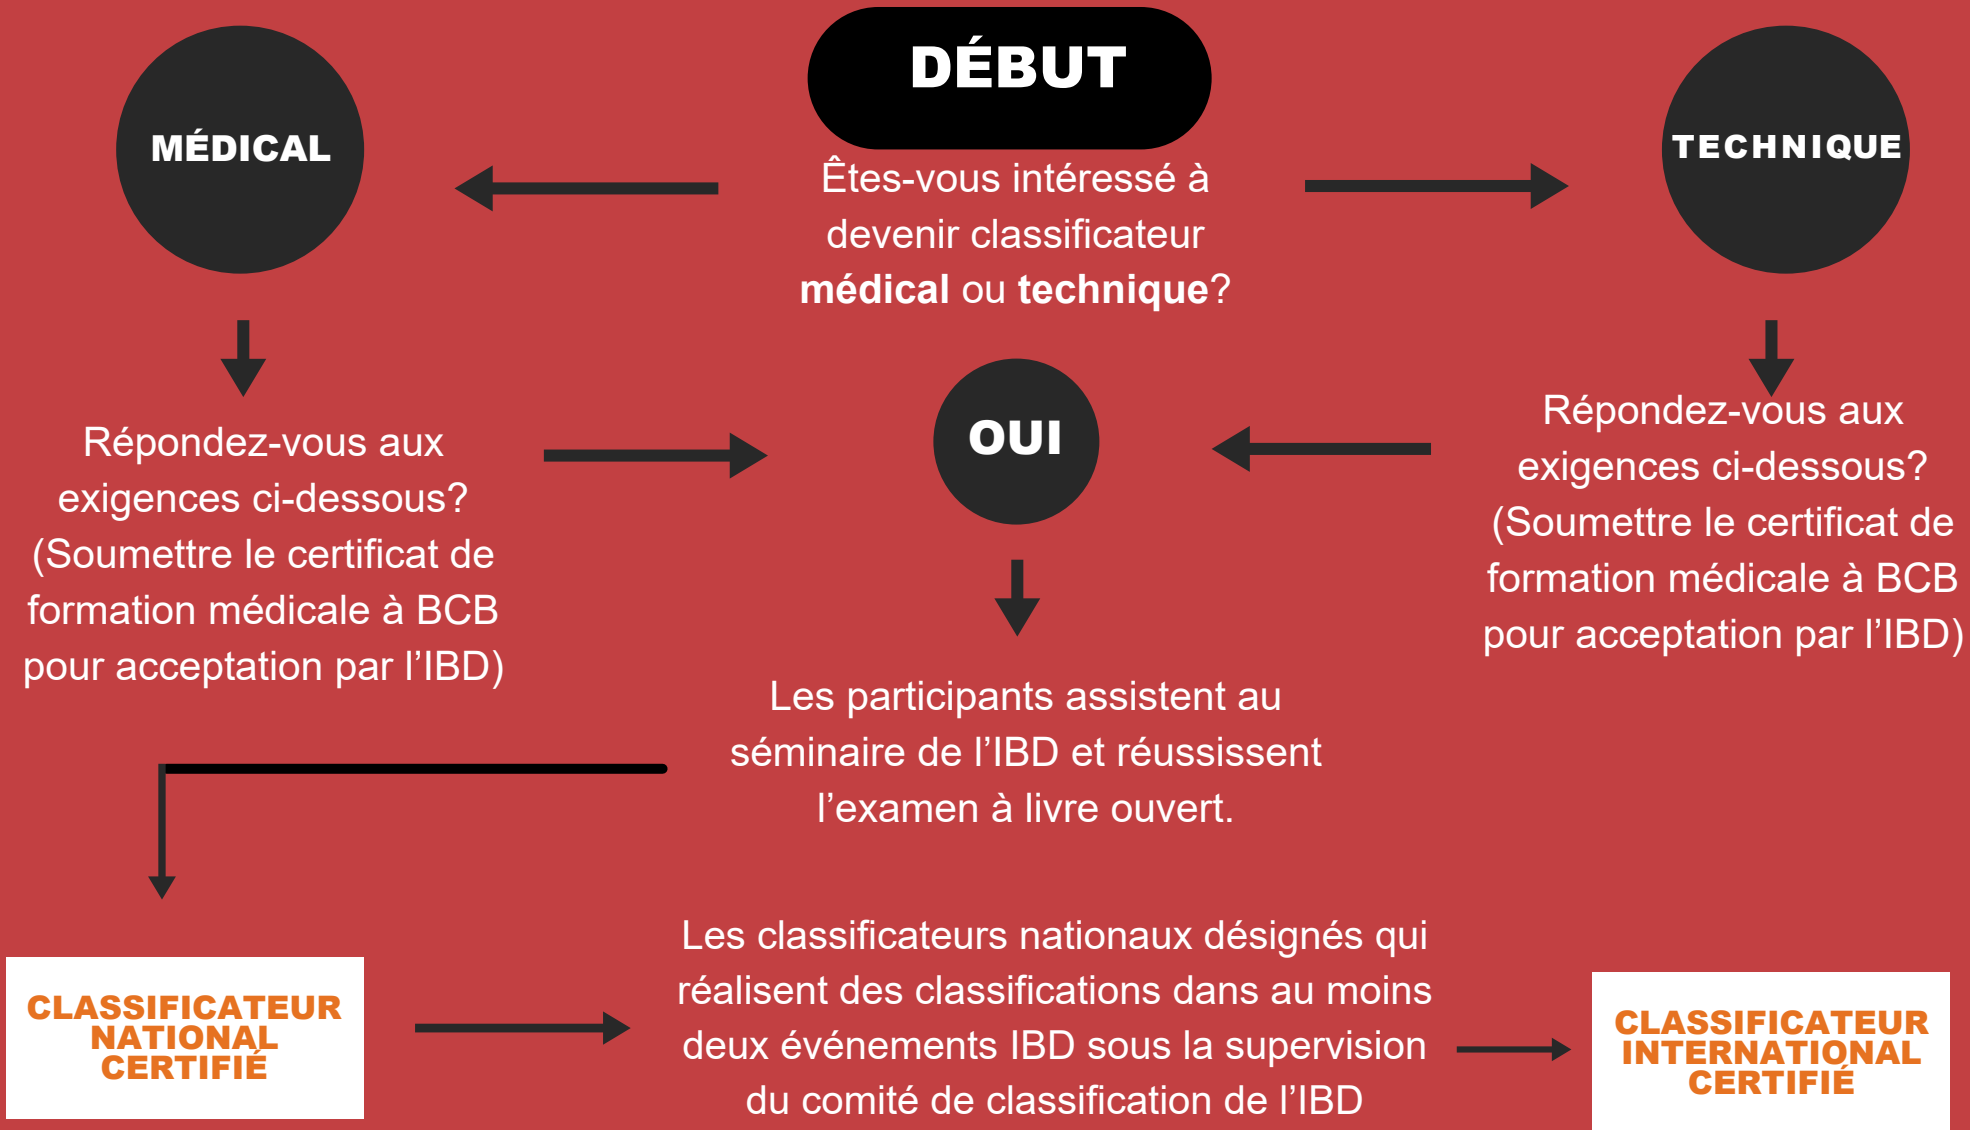 DÉBUT
Êtes-vous intéressé à
devenir classificateur
médical ou technique?
MÉDICAL
TECHNIQUE
Répondez-vous aux
exigences ci-dessous?
(Soumettre le certificat de
formation médicale à BCB
pour acceptation par l’IBD)
OUI
Répondez-vous aux
exigences ci-dessous?
(Soumettre le certificat de
formation médicale à BCB
pour acceptation par l’IBD)
Les participants assistent au
séminaire de l’IBD et réussissent
l’examen à livre ouvert.
CLASSIFICATEUR
NATIONAL
CERTIFIÉ
Les classificateurs nationaux désignés qui
réalisent des classifications dans au moins
deux événements IBD sous la supervision
du comité de classification de l’IBD
CLASSIFICATEUR
INTERNATIONAL
CERTIFIÉ